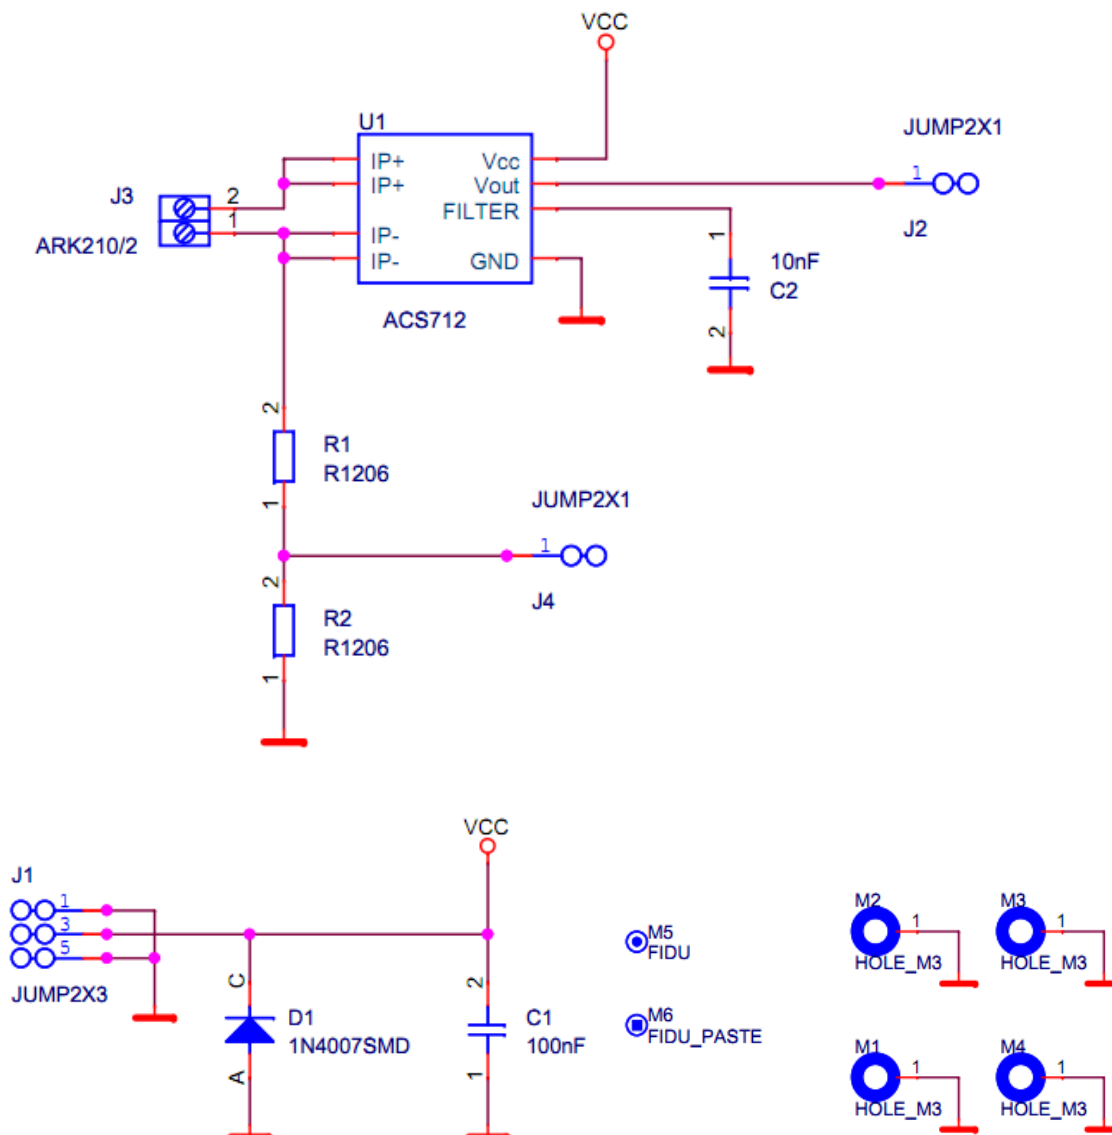 VCC
U1
JUMP2X1
IP+ Vcc
1
IP+ Vout
J3
2
FILTER
1
ARK210/2
IP-
J2
1
IP- GND
10nF
C2
ACS712
2
2
R1
R1206
1
JUMP2X1
1
2
J4
R2
R1206
1
VCC
J1
1
3
5
JUMP2X3
C
D1
1N4007SMD
A
2
C1
100nF
1
M5
FIDU
M6
FIDU_PASTE
M2
1
HOLE_M3
M3
1
HOLE_M3
M1
1
HOLE_M3
M4
1
HOLE_M3